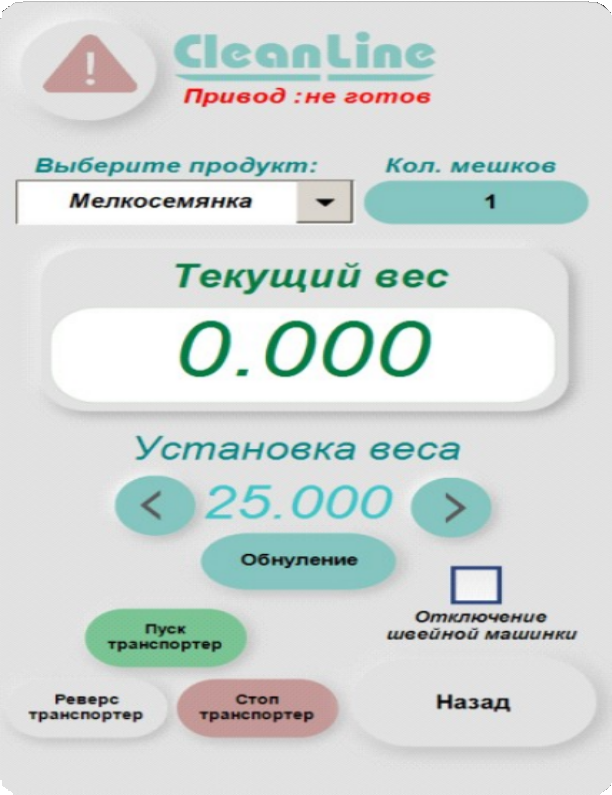 CleanLine
Привод :не готов
Выберите продукт:
Кол. мешков
Мелкосемянка
1
Текущий вес
0.000
Установка веса
< 25.000 >
Обнуление
Отключение
швейной машинки
Пуск
транспортер
Реверс
транспортер
Стоп
транспортер
Назад